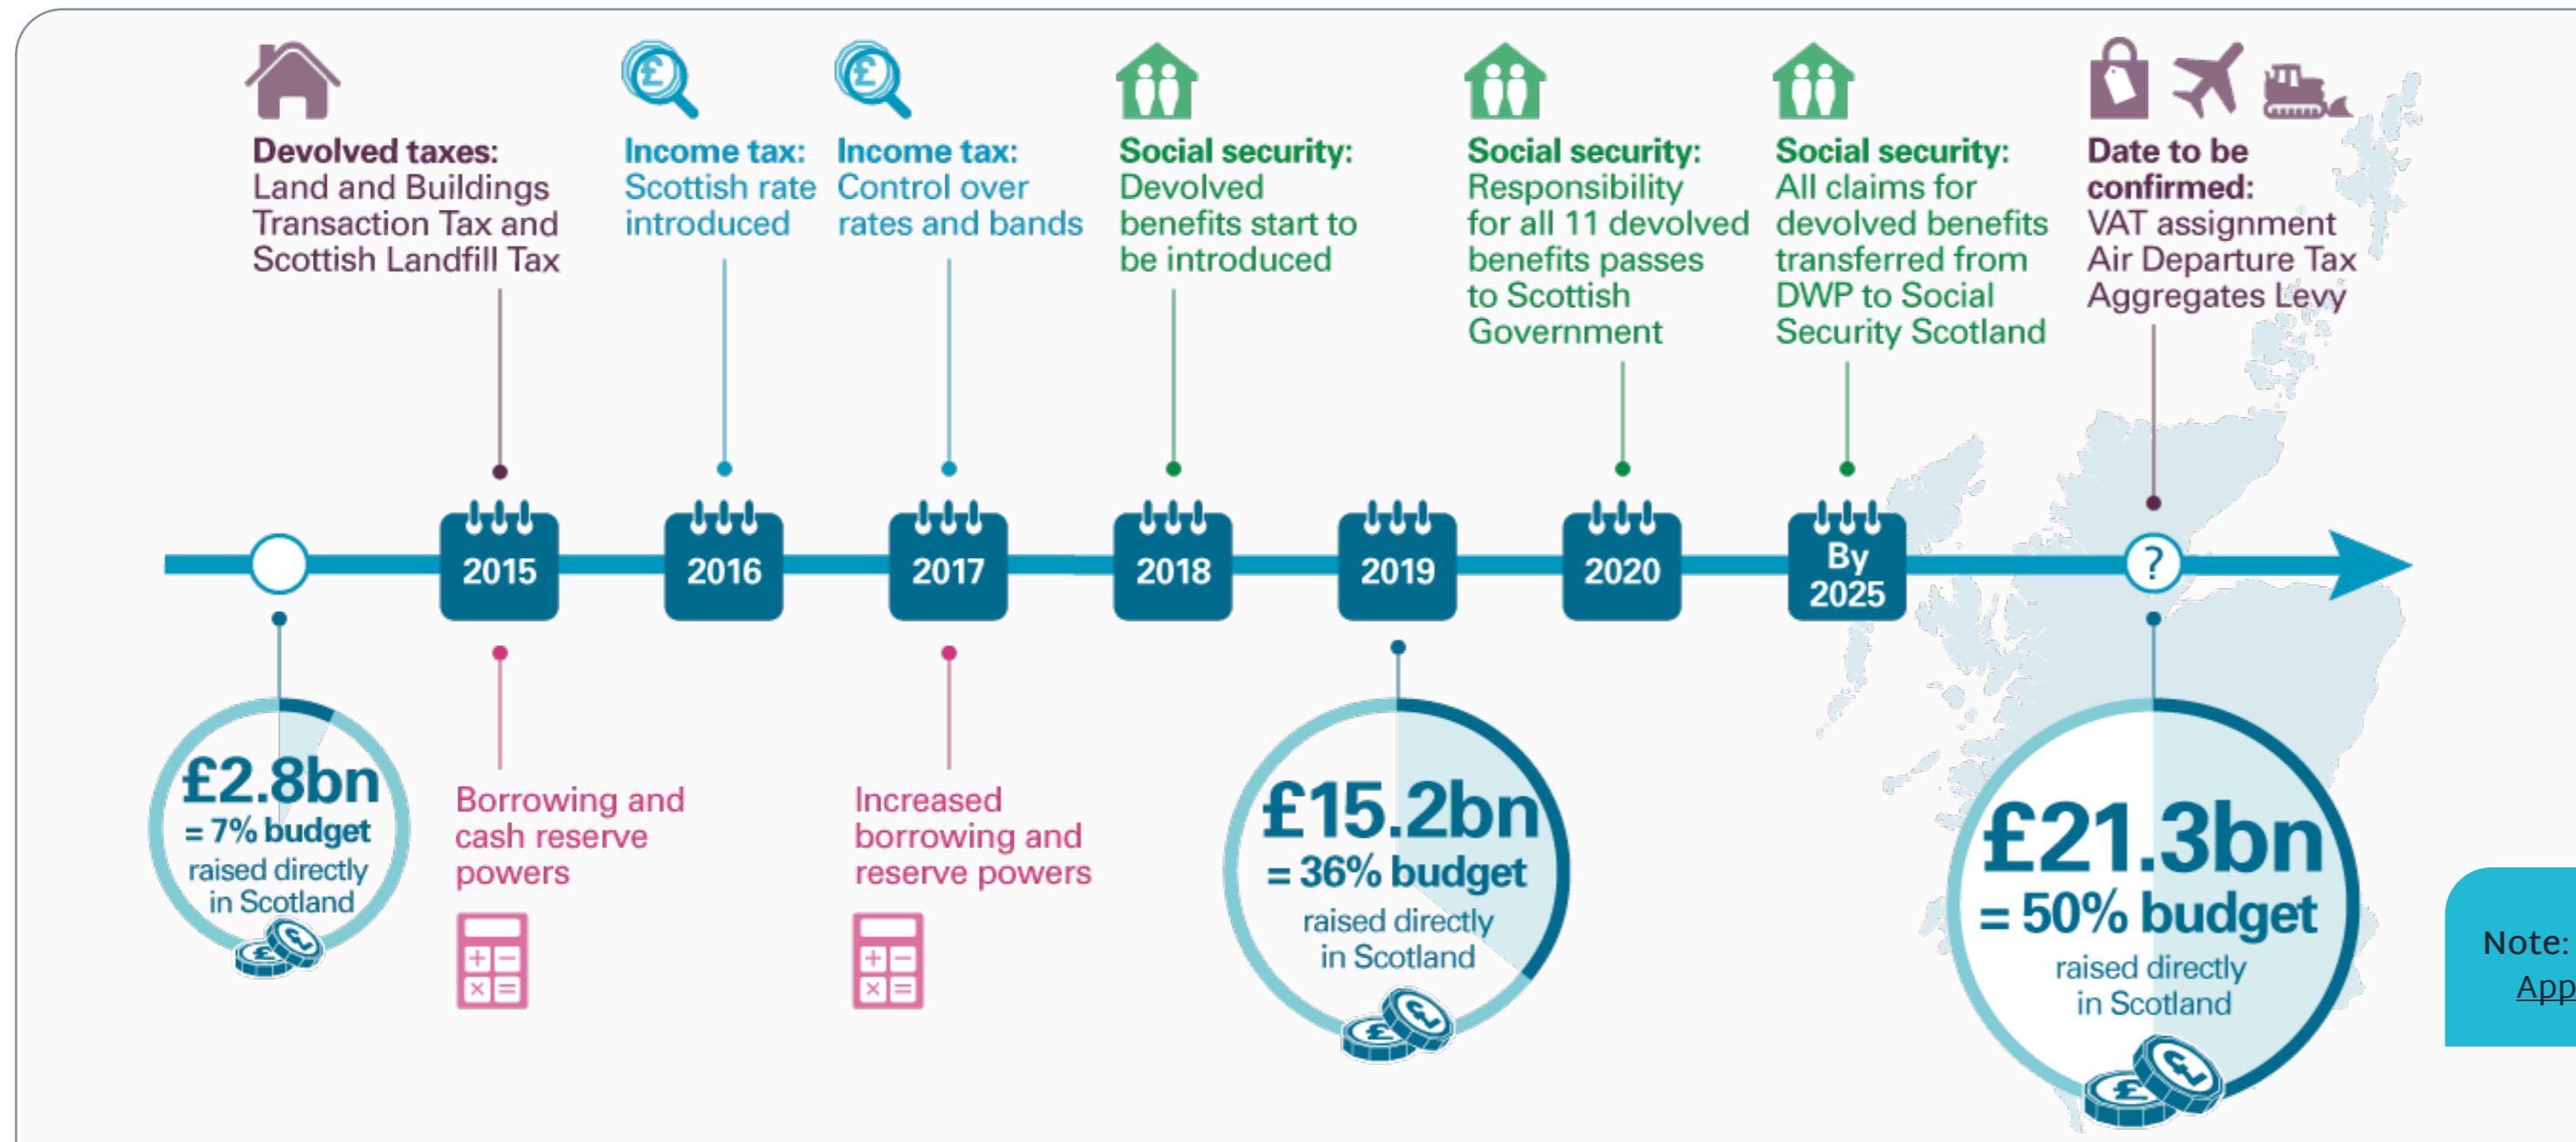 Devolved taxes:
Land and Buildings
Transaction Tax and
Scottish Landfill Tax
Income tax:
Scottish rate
introduced
Income tax:
Control over
rates and bands
Social security:
Devolved
benefits start to
be introduced
Social security:
Responsibility
for all 11 devolved
benefits passes
to Scottish
Government
Social security:
All claims for
devolved benefits
transferred from
DWP to Social
Security Scotland
Date to be
confirmed:
VAT assignment
Air Departure Tax
Aggregates Levy
2015
2016
2017
2018
2019
2020
By
2025
?
£2.8bn
= 7% budget
raised directly
in Scotland
Borrowing and
cash reserve
powers
Increased
borrowing and
reserve powers
£15.2bn
= 36% budget
raised directly
in Scotland
£21.3bn
= 50% budget
raised directly
in Scotland
Note:
App